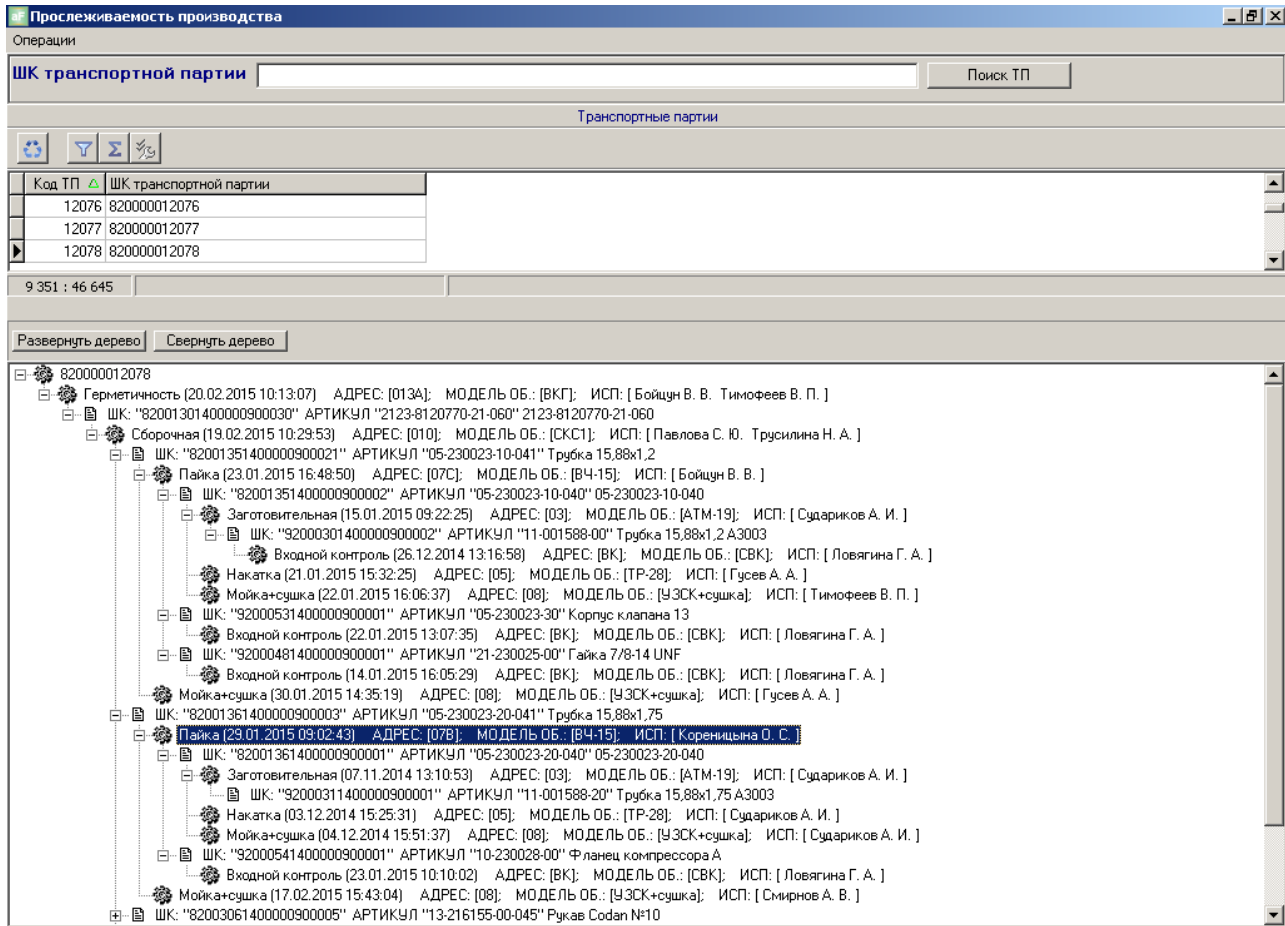 aF Прослеживаемость производства
Операции
ШК транспортной партии Поиск ТП
Транспортные партии
Код ТП ШК транспортной партии
12076 820000012076
12077 820000012077
12078 820000012078
9 351 : 46 645
Развернуть дерево Свернуть дерево
820000012078
Герметичность (20.02.2015 10:13:07) АДРЕС: [013А]; МОДЕЛЬ ОБ.: [ВКГ]; ИСП: [ Бойцун В. В. Тимофеев В. П. ]
ШК: "82001301400000900030" АРТИКУЛ "2123-8120770-21-060" 2123-8120770-21-060
Сборочная (19.02.2015 10:29:53) АДРЕС: [010]; МОДЕЛЬ ОБ.: [СКС1]; ИСП: [ Павлова С. Ю. Трусилина Н. А. ]
ШК: "82001351400000900021" АРТИКУЛ "05-230023-10-041" Трубка 15,88х1,2
Пайка (23.01.2015 16:48:50) АДРЕС: [07С]; МОДЕЛЬ ОБ.: [ВЧ-15]; ИСП: [ Бойцун В. В. ]
ШК: "82001351400000900002" АРТИКУЛ "05-230023-10-040" 05-230023-10-040
Заготовительная (15.01.2015 09:22:25) АДРЕС: [03]; МОДЕЛЬ ОБ.: [АТМ-19]; ИСП: [ Судариков А. И. ]
ШК: "92000301400000900002" АРТИКУЛ "11-001588-00" Трубка 15,88х1,2 А3003
Входной контроль (26.12.2014 13:16:58) АДРЕС: [ВК]; МОДЕЛЬ ОБ.: [СВК]; ИСП: [ Ловягина Г. А. ]
Накатка (21.01.2015 15:32:25) АДРЕС: [05]; МОДЕЛЬ ОБ.: [ТР-28]; ИСП: [ Гусев А. А. ]
Мойка+сушка (22.01.2015 16:06:37) АДРЕС: [08]; МОДЕЛЬ ОБ.: [УЗСК+сушка]; ИСП: [ Тимофеев В. П. ]
ШК: "92000531400000900001" АРТИКУЛ "05-230023-30" Корпус клапана 13
Входной контроль (22.01.2015 13:07:35) АДРЕС: [ВК]; МОДЕЛЬ ОБ.: [СВК]; ИСП: [ Ловягина Г. А. ]
ШК: "92000481400000900001" АРТИКУЛ "21-230025-00" Гайка 7/8-14 UNF
Входной контроль (14.01.2015 16:05:29) АДРЕС: [ВК]; МОДЕЛЬ ОБ.: [СВК]; ИСП: [ Ловягина Г. А. ]
Мойка+сушка (30.01.2015 14:35:19) АДРЕС: [08]; МОДЕЛЬ ОБ.: [УЗСК+сушка]; ИСП: [ Гусев А. А. ]
ШК: "82001361400000900003" АРТИКУЛ "05-230023-20-041" Трубка 15,88х1,75
Пайка (29.01.2015 09:02:43) АДРЕС: [07В]; МОДЕЛЬ ОБ.: [ВЧ-15]; ИСП: [ Кореницына О. С. ]
ШК: "82001361400000900001" АРТИКУЛ "05-230023-20-040" 05-230023-20-040
Заготовительная (07.11.2014 13:10:53) АДРЕС: [03]; МОДЕЛЬ ОБ.: [АТМ-19]; ИСП: [ Судариков А. И. ]
ШК: "92000311400000900001" АРТИКУЛ "11-001588-20" Трубка 15,88х1,75 А3003
Накатка (03.12.2014 15:25:31) АДРЕС: [05]; МОДЕЛЬ ОБ.: [ТР-28]; ИСП: [ Судариков А. И. ]
Мойка+сушка (04.12.2014 15:51:37) АДРЕС: [08]; МОДЕЛЬ ОБ.: [УЗСК+сушка]; ИСП: [ Судариков А. И. ]
ШК: "92000541400000900001" АРТИКУЛ "10-230028-00" Фланец компрессора А
Входной контроль (23.01.2015 10:10:02) АДРЕС: [ВК]; МОДЕЛЬ ОБ.: [СВК]; ИСП: [ Ловягина Г. А. ]
Мойка+сушка (17.02.2015 15:43:04) АДРЕС: [08]; МОДЕЛЬ ОБ.: [УЗСК+сушка]; ИСП: [ Смирнов А. В. ]
ШК: "82003061400000900005" АРТИКУЛ "13-216155-00-045" Рукав Codan №10